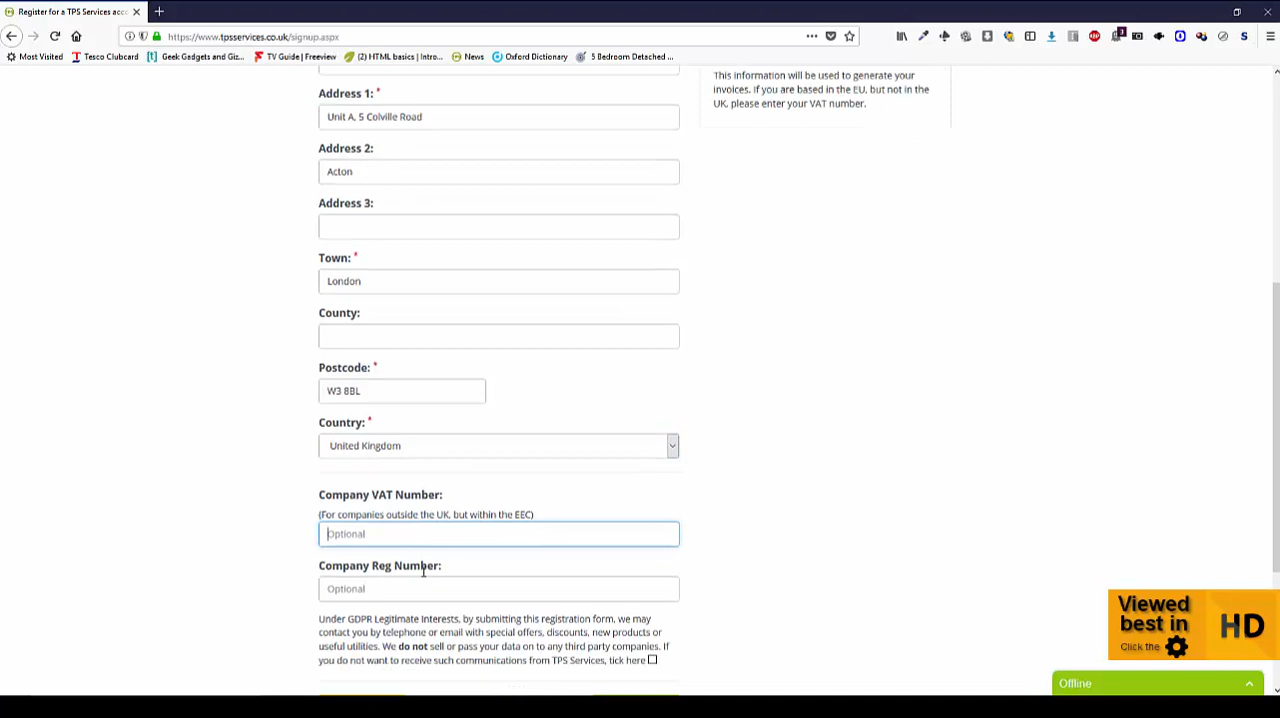 Register for a TPS Services acc
https://www.tpsservices.co.uk/signup.aspx
Most Visited
Tesco Clubcard
Geek Gadgets and Giz...
TV Guide | Freeview
(2) HTML basics | Intro...
News
Oxford Dictionary
5 Bedroom Detached ...
This information will be used to generate your
invoices. If you are based in the EU, but not in the
UK, please enter your VAT number.
Address 1: *
Unit A, 5 Colville Road
Address 2:
Acton
Address 3:
Town: *
London
County:
Postcode: *
W3 8BL
Country: *
United Kingdom
Company VAT Number:
(For companies outside the UK, but within the EEC)
Optional
Company Reg Number:
Optional
Under GDPR Legitimate Interests, by submitting this registration form, we may
contact you by telephone or email with special offers, discounts, new products or
useful utilities. We do not sell or pass your data on to any third party companies. If
you do not want to receive such communications from TPS Services, tick here
Viewed
best in
Click the
HD
Offline